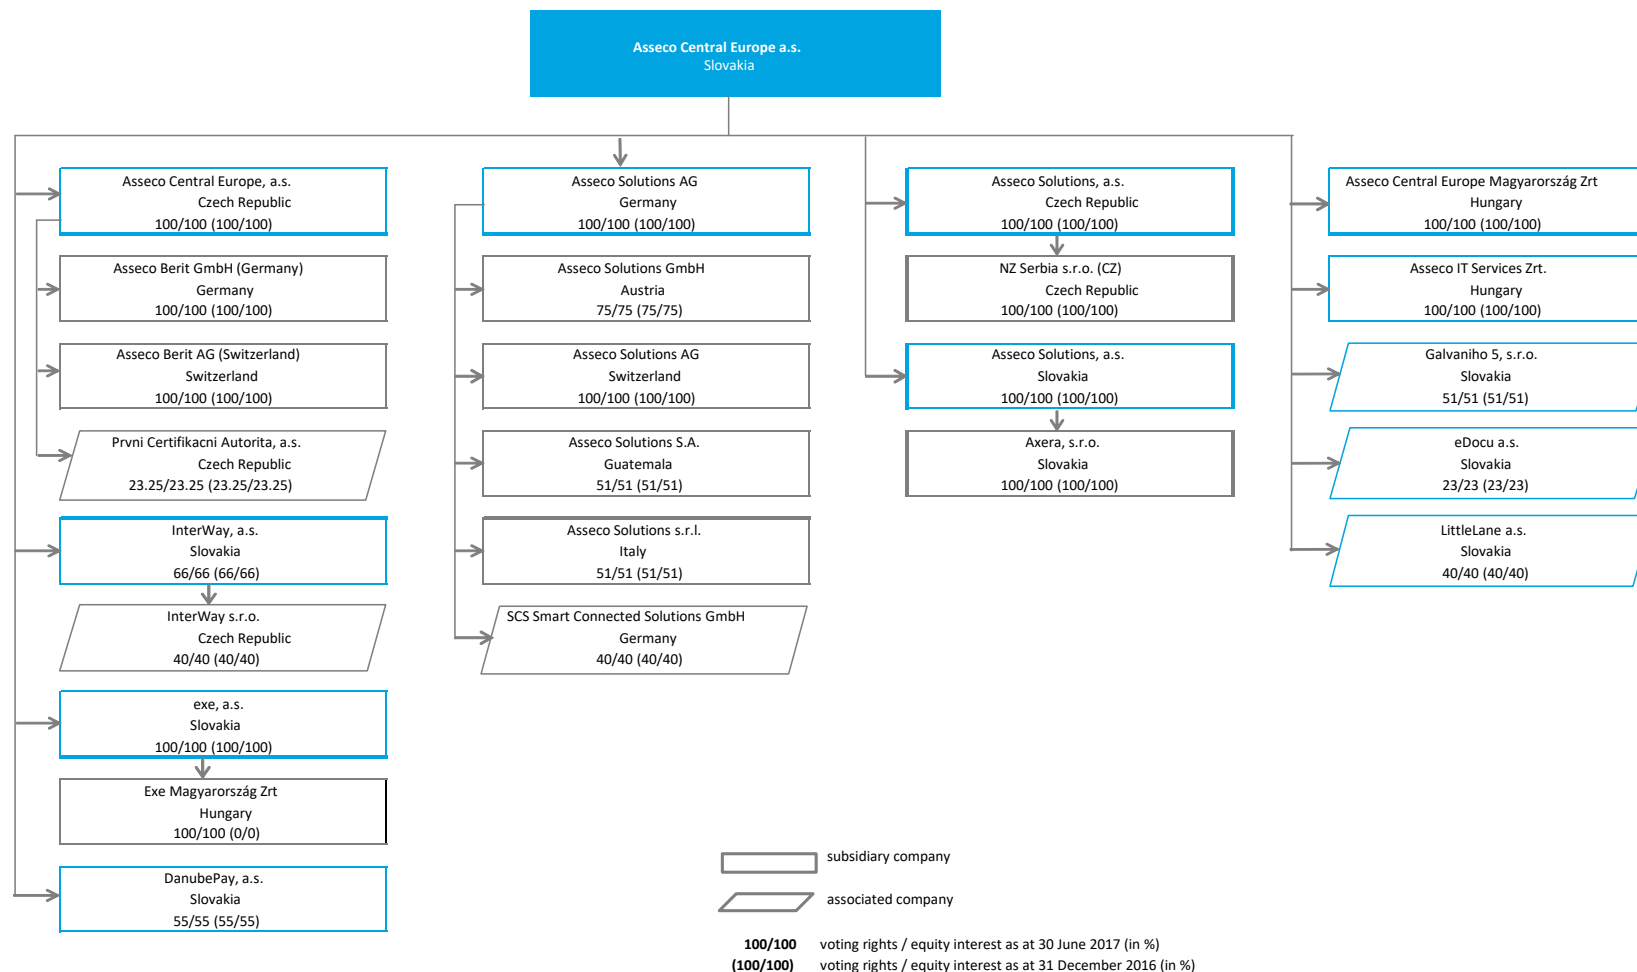 Asseco Central Europe a.s.
Slovakia
Asseco Central Europe, a.s.
Czech Republic
100/100 (100/100)
Asseco Berit GmbH (Germany)
Germany
100/100 (100/100)
Asseco Berit AG (Switzerland)
Switzerland
100/100 (100/100)
Prvni Certifikacni Autorita, a.s.
Czech Republic
23.25/23.25 (23.25/23.25)
InterWay, a.s.
Slovakia
66/66 (66/66)
InterWay s.r.o.
Czech Republic
40/40 (40/40)
exe, a.s.
Slovakia
100/100 (100/100)
Exe Magyarország Zrt
Hungary
100/100 (0/0)
DanubePay, a.s.
Slovakia
55/55 (55/55)
Asseco Solutions AG
Germany
100/100 (100/100)
Asseco Solutions GmbH
Austria
75/75 (75/75)
Asseco Solutions AG
Switzerland
100/100 (100/100)
Asseco Solutions S.A.
Guatemala
51/51 (51/51)
Asseco Solutions s.r.l.
Italy
51/51 (51/51)
SCS Smart Connected Solutions GmbH
Germany
40/40 (40/40)
Asseco Solutions, a.s.
Czech Republic
100/100 (100/100)
NZ Serbia s.r.o. (CZ)
Czech Republic
100/100 (100/100)
Asseco Solutions, a.s.
Slovakia
100/100 (100/100)
Axera, s.r.o.
Slovakia
100/100 (100/100)
Asseco Central Europe Magyarország Zrt
Hungary
100/100 (100/100)
Asseco IT Services Zrt.
Hungary
100/100 (100/100)
Galvaniho 5, s.r.o.
Slovakia
51/51 (51/51)
eDocu a.s.
Slovakia
23/23 (23/23)
LittleLane a.s.
Slovakia
40/40 (40/40)
subsidiary company
associated company
100/100 voting rights / equity interest as at 30 June 2017 (in %)
(100/100) voting rights / equity interest as at 31 December 2016 (in %)